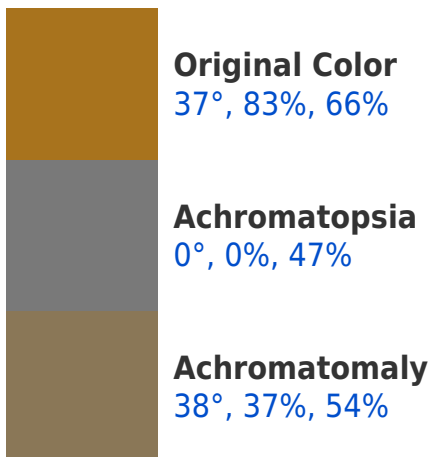 Original Color
37°, 83%, 66%
Achromatopsia
0°, 0%, 47%
Achromatomaly
38°, 37%, 54%